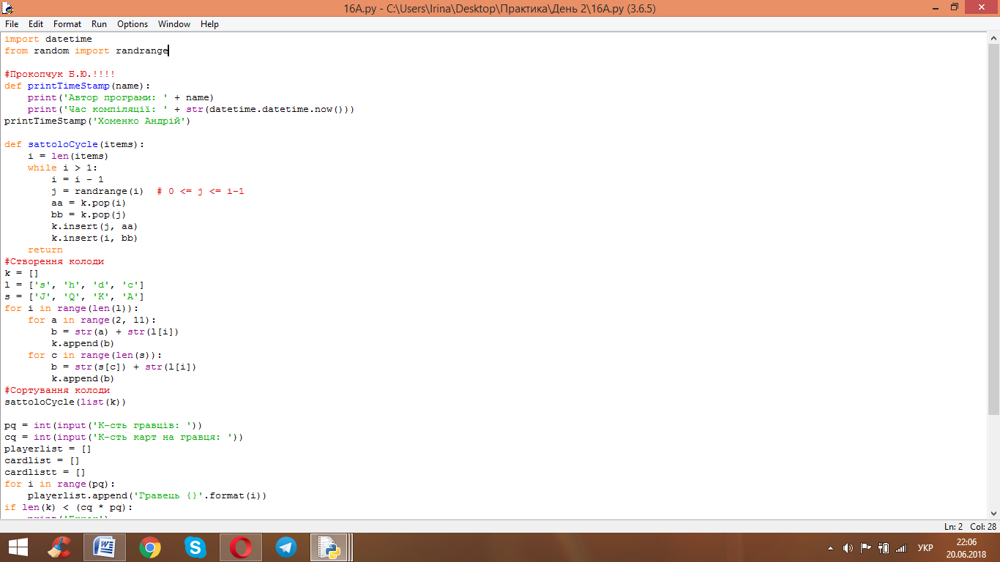 16A.py - C:\Users\Irina\Desktop\Практика\День 2\16A.py (3.6.5)
File Edit Format Run Options Window Help
import datetime
from random import randrange
#Прокопчук Б.Ю.!!!!
def printTimeStamp(name):
    print('Автор програми: ' + name)
    print('Час компіляції: ' + str(datetime.datetime.now()))
printTimeStamp('Хоменко Андрій')
def sattoloCycle(items):
    i = len(items)
    while i > 1:
        i = i - 1
        j = randrange(i)  # 0 <= j <= i-1
        aa = k.pop(i)
        bb = k.pop(j)
        k.insert(j, aa)
        k.insert(i, bb)
    return
#Створення колоди
k = []
l = ['s', 'h', 'd', 'c']
s = ['J', 'Q', 'K', 'A']
for i in range(len(l)):
    for a in range(2, 11):
        b = str(a) + str(l[i])
        k.append(b)
    for c in range(len(s)):
        b = str(s[c]) + str(l[i])
        k.append(b)
#Сортування колоди
sattoloCycle(list(k))
pq = int(input('К-сть гравців: '))
cq = int(input('К-сть карт на гравця: '))
playerlist = []
cardlist = []
cardlistt = []
for i in range(pq):
    playerlist.append('Гравець {}'.format(i))
if len(k) < (cq * pq):
Ln: 2 Col: 28
УКР
22:06
20.06.2018